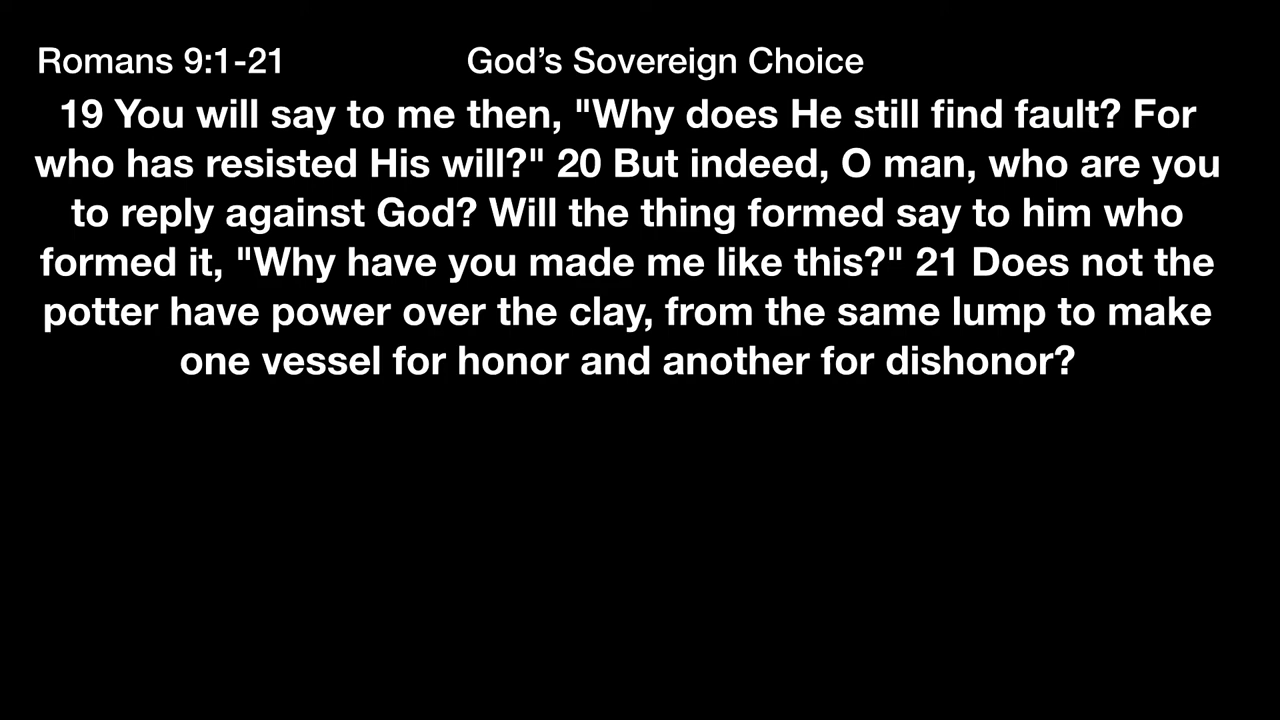 Romans 9:1-21 God’s Sovereign Choice
19 You will say to me then, "Why does He still find fault? For
who has resisted His will?" 20 But indeed, O man, who are you
to reply against God? Will the thing formed say to him who
formed it, "Why have you made me like this?" 21 Does not the
potter have power over the clay, from the same lump to make
one vessel for honor and another for dishonor?